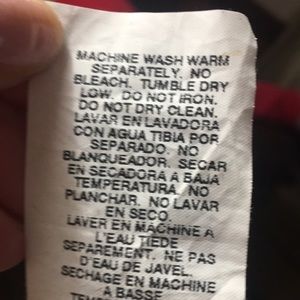 MACHINE WASH WARM
SEPARATELY. NO
BLEACH. TUMBLE DRY
LOW. DO NOT IRON.
DO NOT DRY CLEAN.
LAVAR EN LAVADORA
CON AGUA TIBIA POR
SEPARADO. NO
BLANQUEADOR. SECAR
EN SECADORA A BAJA
TEMPERATURA. NO
PLANCHAR. NO LAVAR
EN SECO.
LAVER EN MACHINE A
L'EAU TIEDE
SEPAREMENT. NE PAS
D'EAU DE JAVEL.
SECHAGE EN MACHINE
A BASSE